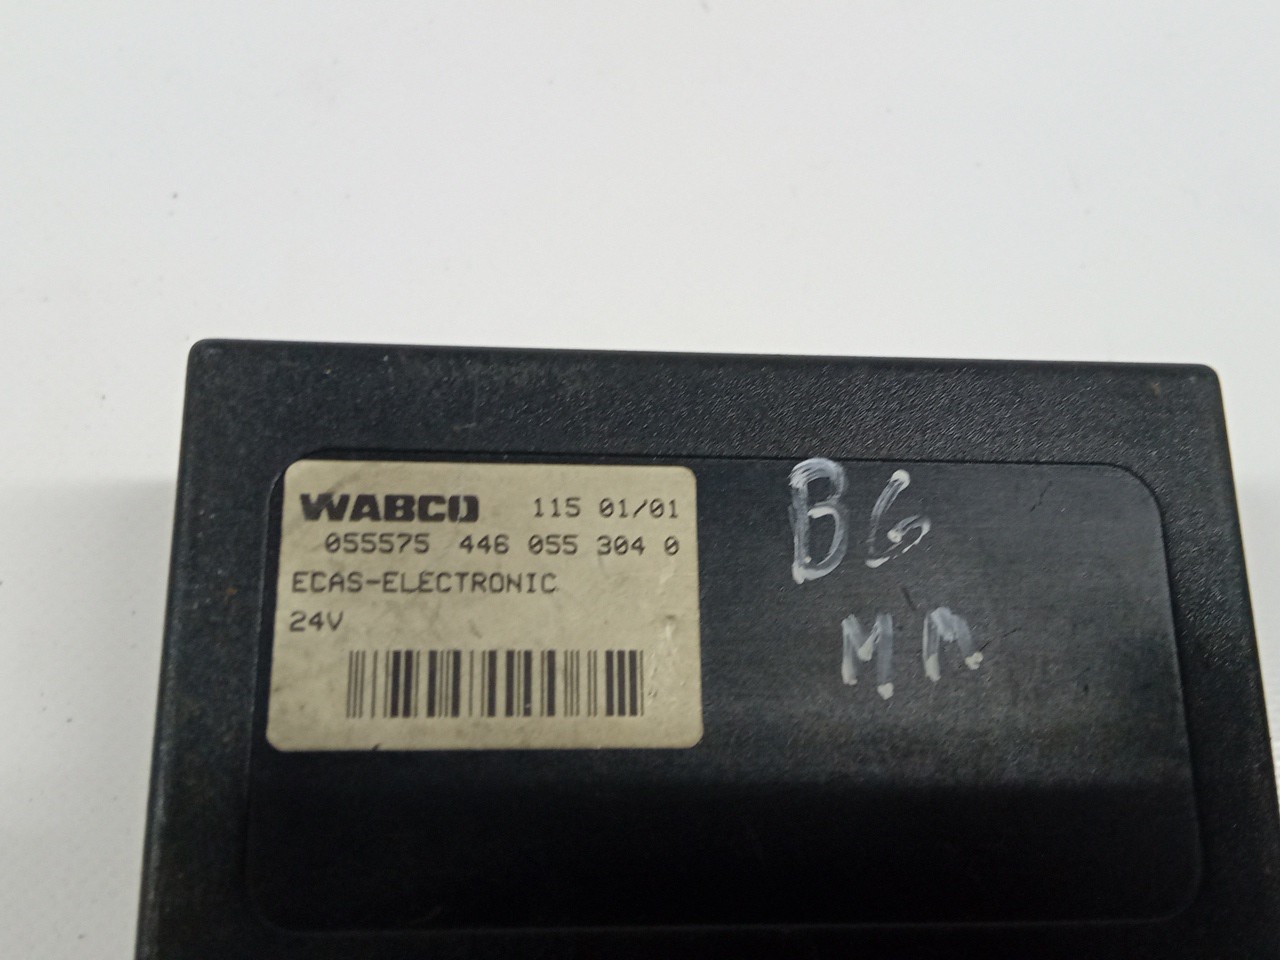 WABCO 115 01/01
055575 446 055 304 0
ECAS-ELECTRONIC
24V
BG
MM